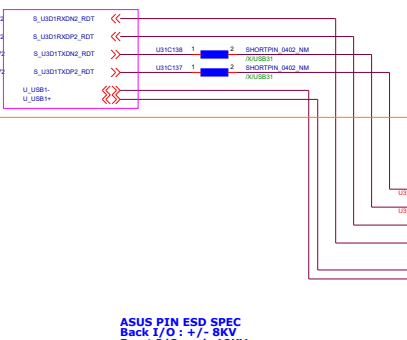 S_U3D1RXDN2_RDT
S_U3D1RXDP2_RDT
S_U3D1TXDN2_RDT U31C138 1 2 SHORTPIN_0402_NM
/X/USB31
S_U3D1TXDP2_RDT U31C137 1 2 SHORTPIN_0402_NM
/X/USB31
U_USB1-
U_USB1+
ASUS PIN ESD SPEC
Back I/O : +/- 8KV